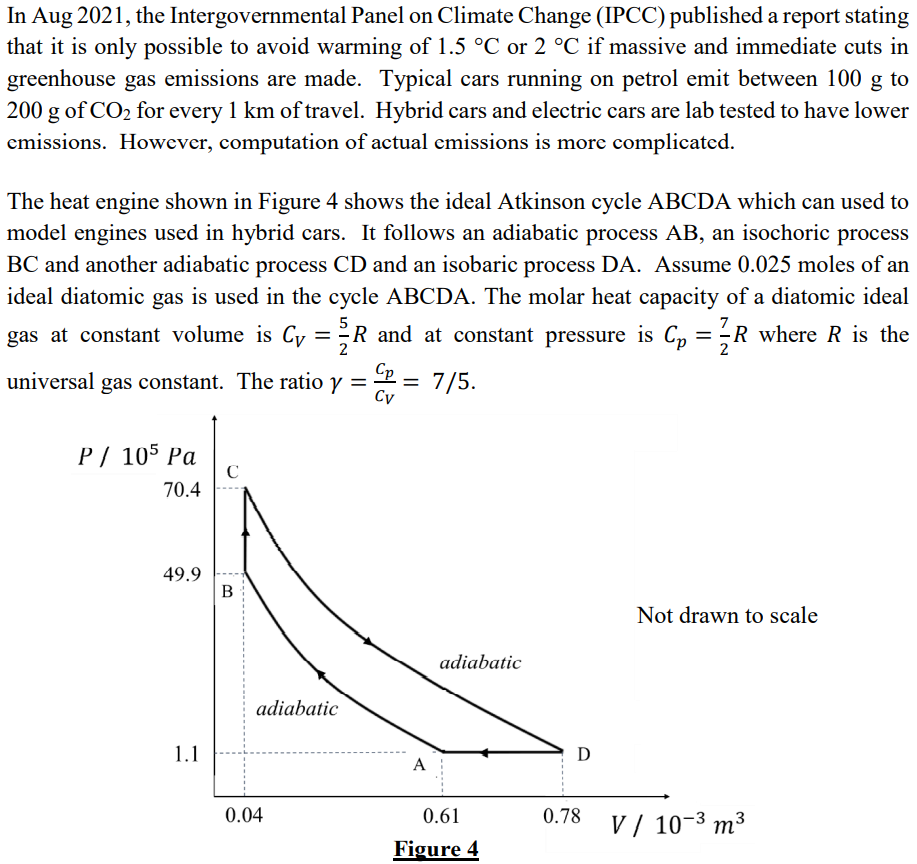 In Aug 2021, the Intergovernmental Panel on Climate Change (IPCC) published a report stating
that it is only possible to avoid warming of 1.5 °C or 2 °C if massive and immediate cuts in
greenhouse gas emissions are made. Typical cars running on petrol emit between 100 g to
200 g of CO₂ for every 1 km of travel. Hybrid cars and electric cars are lab tested to have lower
emissions. However, computation of actual emissions is more complicated.
The heat engine shown in Figure 4 shows the ideal Atkinson cycle ABCDA which can used to
model engines used in hybrid cars. It follows an adiabatic process AB, an isochoric process
BC and another adiabatic process CD and an isobaric process DA. Assume 0.025 moles of an
ideal diatomic gas is used in the cycle ABCDA. The molar heat capacity of a diatomic ideal
gas at constant volume is C_V = 5/2 R and at constant pressure is C_p = 7/2 R where R is the
universal gas constant. The ratio γ = C_p/C_V = 7/5.
P / 10⁵ Pa
C
70.4
49.9
B
Not drawn to scale
adiabatic
adiabatic
1.1
D
A
0.04
0.61
0.78
V / 10⁻³ m³
Figure 4